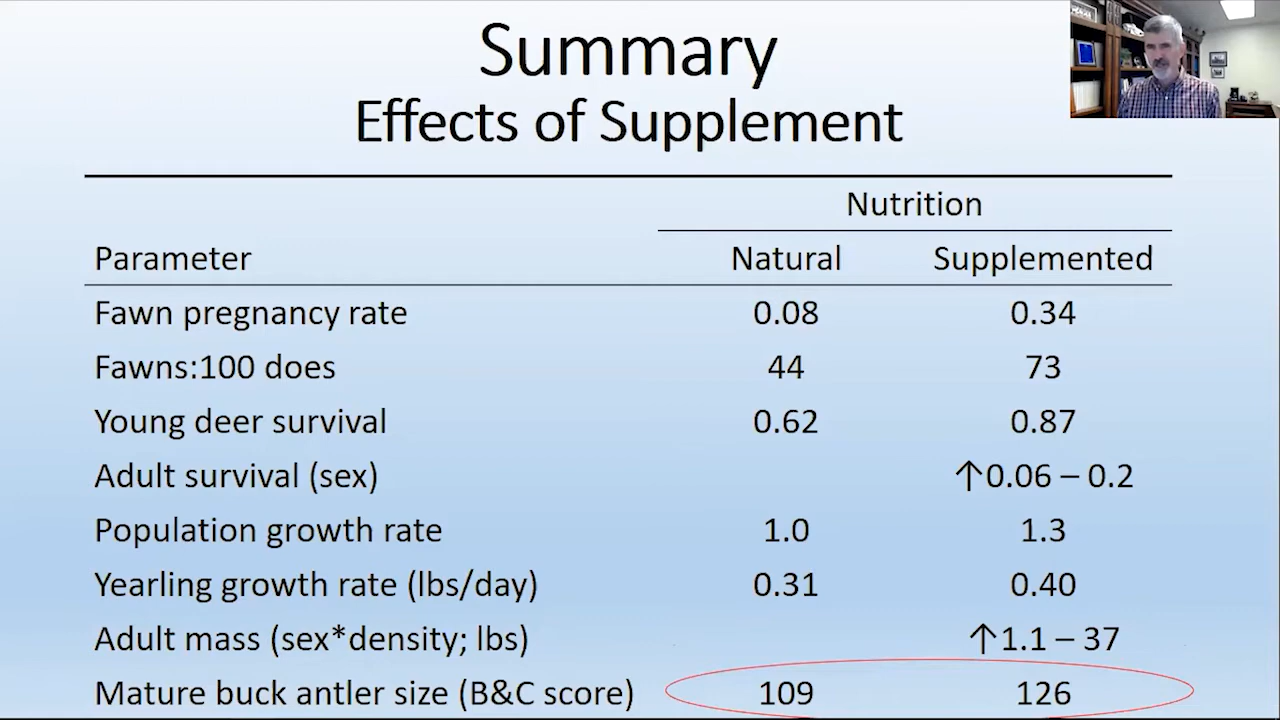 Summary
Effects of Supplement
Nutrition
Parameter Natural Supplemented
Fawn pregnancy rate 0.08 0.34
Fawns:100 does 44 73
Young deer survival 0.62 0.87
Adult survival (sex) ↑0.06 – 0.2
Population growth rate 1.0 1.3
Yearling growth rate (lbs/day) 0.31 0.40
Adult mass (sex*density; lbs) ↑1.1 – 37
Mature buck antler size (B&C score) 109 126